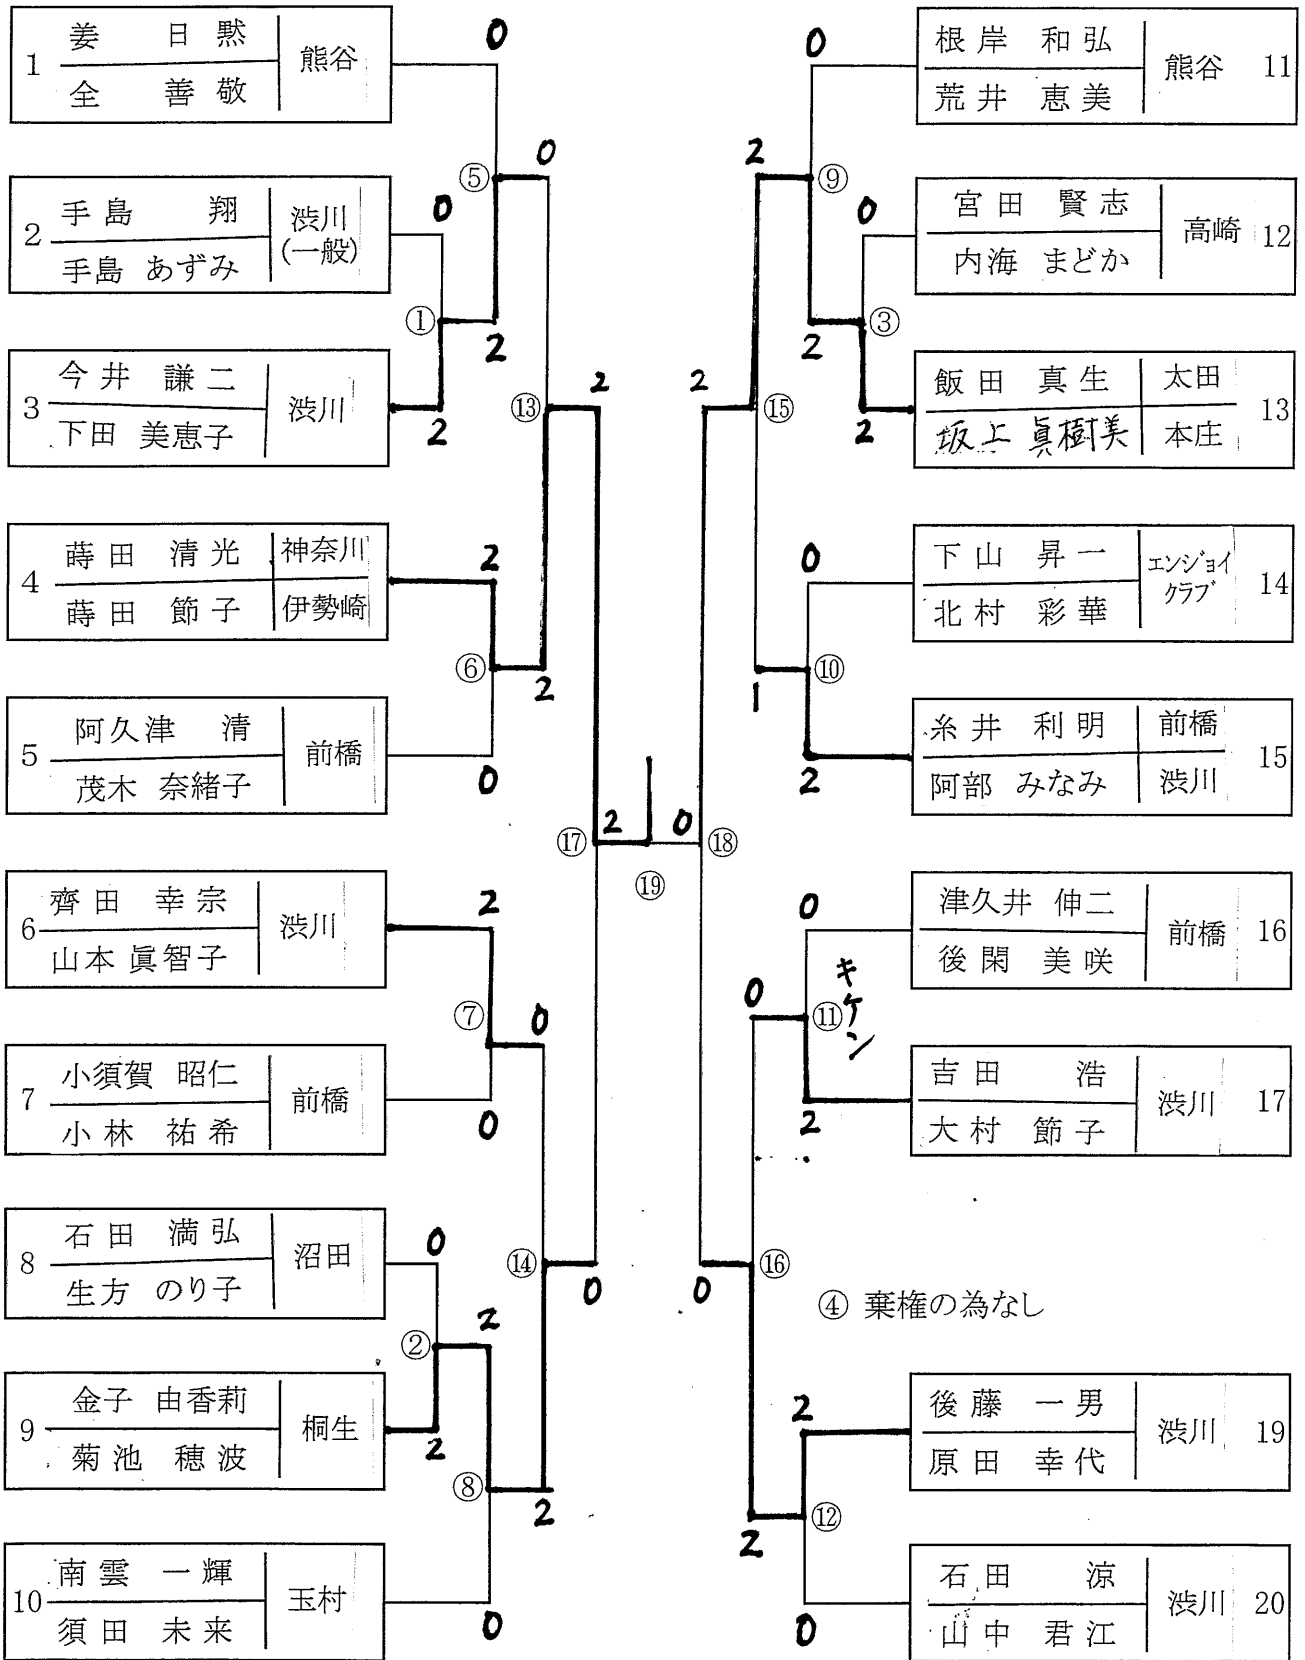 1
姜 日黙
全 善敬
熊谷
0
2
手島 翔
手島 あずみ
渋川
(一般)
0
⑤
0
①
2
3
今井 謙二
下田 美恵子
渋川
2
⑬
2
4
蒔田 清光
神奈川
蒔田 節子
伊勢崎
2
⑥
2
5
阿久津 清
茂木 奈緒子
前橋
0
⑰
2
0
⑱
⑲
6
齊田 幸宗
山本 眞智子
渋川
2
⑦
0
7
小須賀 昭仁
小林 祐希
前橋
0
8
石田 満弘
生方 のり子
沼田
0
⑭
0
②
2
9
金子 由香莉
菊池 穂波
桐生
2
⑧
2
10
南雲 一輝
須田 未来
玉村
0
根岸 和弘
荒井 恵美
熊谷
11
0
2
⑨
宮田 賢志
内海 まどか
高崎
12
0
③
2
飯田 真生
太田
坂上 眞樹美
本庄
13
2
2
⑮
下山 昇一
北村 彩華
エンジョイ
クラブ
14
0
⑩
1
糸井 利明
前橋
阿部 みなみ
渋川
15
2
津久井 伸二
後閑 美咲
前橋
16
0
キケン
0
⑪
吉田 浩
大村 節子
渋川
17
2
⑯
0
④ 棄権の為なし
後藤 一男
原田 幸代
渋川
19
2
⑫
2
石田 涼
山中 君江
渋川
20
0